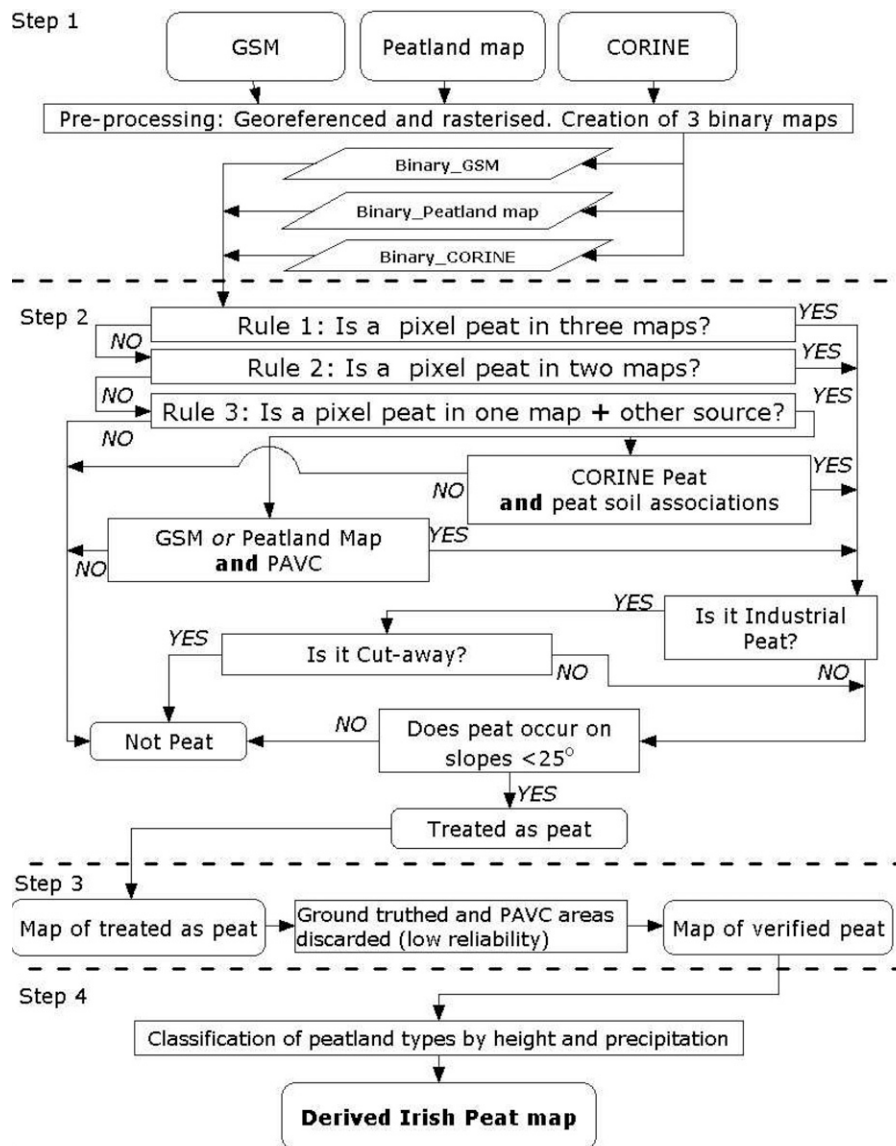 Step 1
GSM
Peatland map
CORINE
Pre-processing: Georeferenced and rasterised. Creation of 3 binary maps
Binary_GSM
Binary_Peatland map
Binary_CORINE
Step 2
Rule 1: Is a pixel peat in three maps?
YES
NO
Rule 2: Is a pixel peat in two maps?
YES
NO
Rule 3: Is a pixel peat in one map + other source?
YES
NO
CORINE Peat
and peat soil associations
YES
NO
GSM or Peatland Map
and PAVC
YES
NO
Is it Industrial
Peat?
YES
NO
Is it Cut-away?
YES
NO
Not Peat
NO
Does peat occur on
slopes <25°
YES
Treated as peat
Step 3
Map of treated as peat
Ground truthed and PAVC areas
discarded (low reliability)
Map of verified peat
Step 4
Classification of peatland types by height and precipitation
Derived Irish Peat map